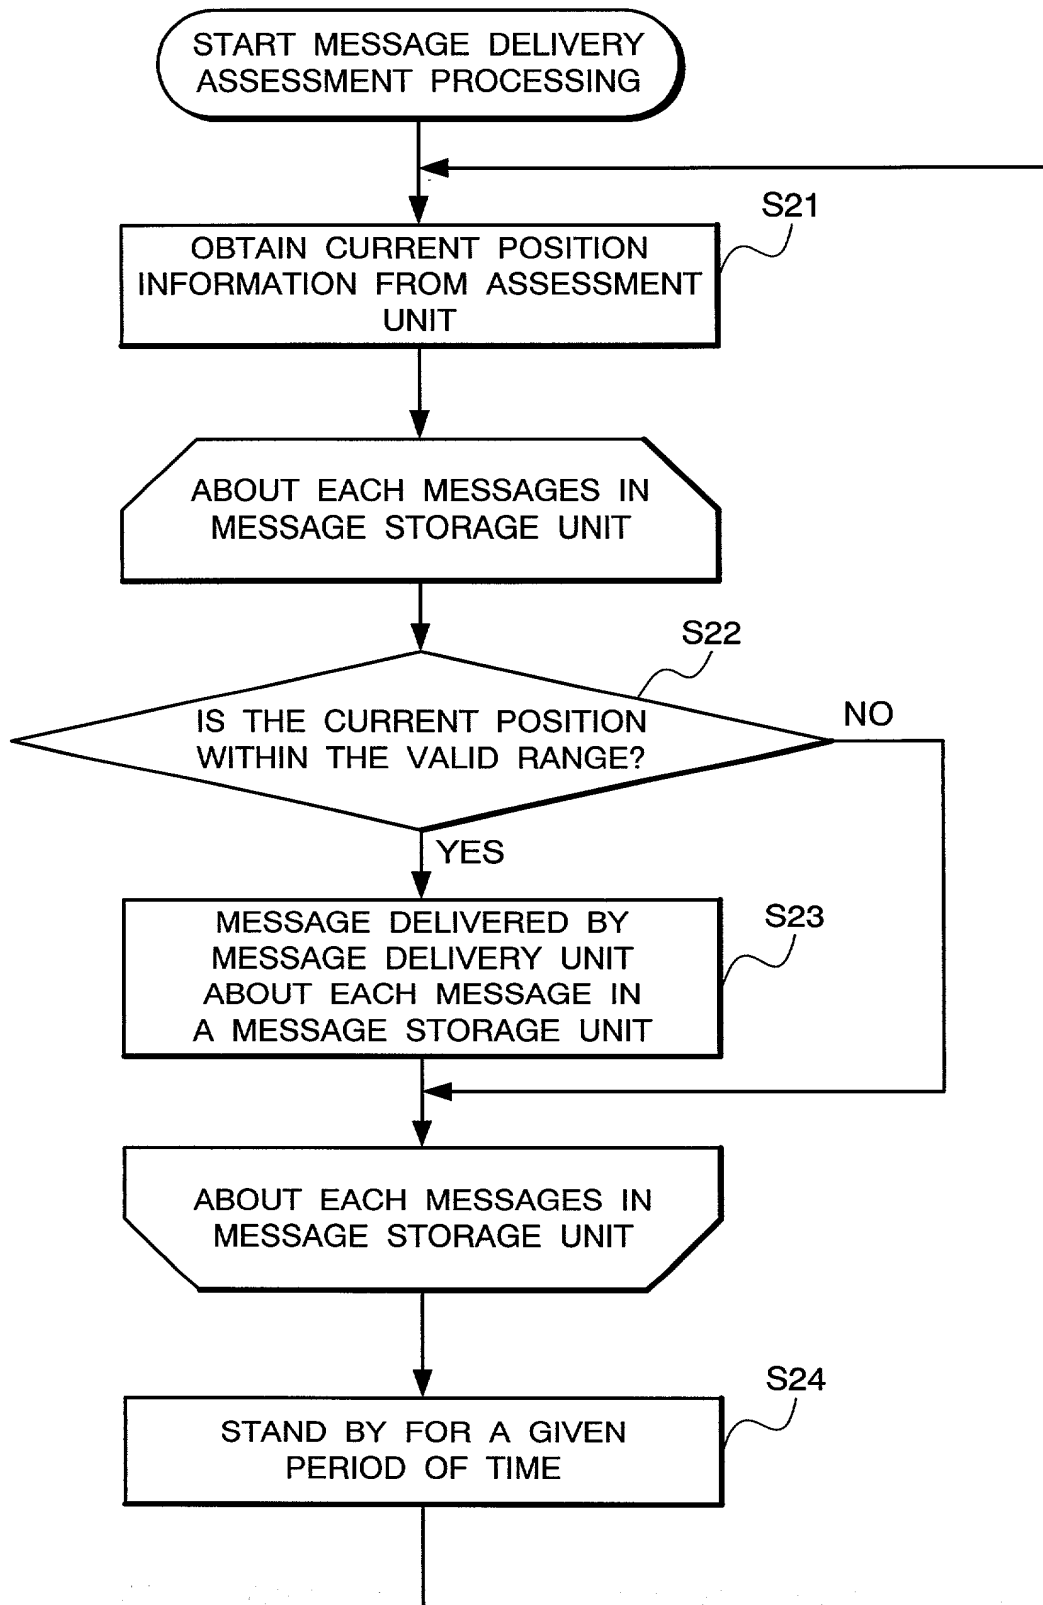 START MESSAGE DELIVERY
ASSESSMENT PROCESSING
S21
OBTAIN CURRENT POSITION
INFORMATION FROM ASSESSMENT
UNIT
ABOUT EACH MESSAGES IN
MESSAGE STORAGE UNIT
S22
IS THE CURRENT POSITION
WITHIN THE VALID RANGE?
NO
YES
S23
MESSAGE DELIVERED BY
MESSAGE DELIVERY UNIT
ABOUT EACH MESSAGE IN
A MESSAGE STORAGE UNIT
ABOUT EACH MESSAGES IN
MESSAGE STORAGE UNIT
S24
STAND BY FOR A GIVEN
PERIOD OF TIME